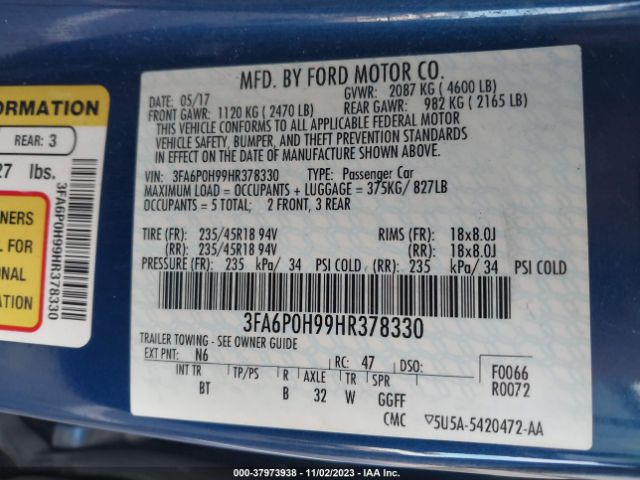 ORMATION
REAR: 3
27 lbs.
NERS
L FOR
ONAL
ATION
3FA6P0H99HR378330
MFD. BY FORD MOTOR CO.
DATE: 05/17 GVWR: 2087 KG ( 4600 LB)
FRONT GAWR: 1120 KG ( 2470 LB) REAR GAWR: 982 KG ( 2165 LB)
THIS VEHICLE CONFORMS TO ALL APPLICABLE FEDERAL MOTOR
VEHICLE SAFETY, BUMPER, AND THEFT PREVENTION STANDARDS
IN EFFECT ON THE DATE OF MANUFACTURE SHOWN ABOVE.
VIN: 3FA6P0H99HR378330 TYPE: Passenger Car
MAXIMUM LOAD = OCCUPANTS + LUGGAGE = 375KG/ 827LB
OCCUPANTS = 5 TOTAL; 2 FRONT, 3 REAR
TIRE (FR): 235/45R18 94V RIMS (FR): 18x8.0J
(RR): 235/45R18 94V (RR): 18x8.0J
PRESSURE (FR): 235 kPa/ 34 PSI COLD (RR): 235 kPa/ 34 PSI COLD
3FA6P0H99HR378330
TRAILER TOWING - SEE OWNER GUIDE
EXT PNT: N6 RC: 47 DSO: F0066
INT TR TP/PS R AXLE TR SPR R0072
BT B 32 W GGFF
CMC ▽5U5A-5420472-AA
000-37973938 - 11/02/2023 - IAA Inc.